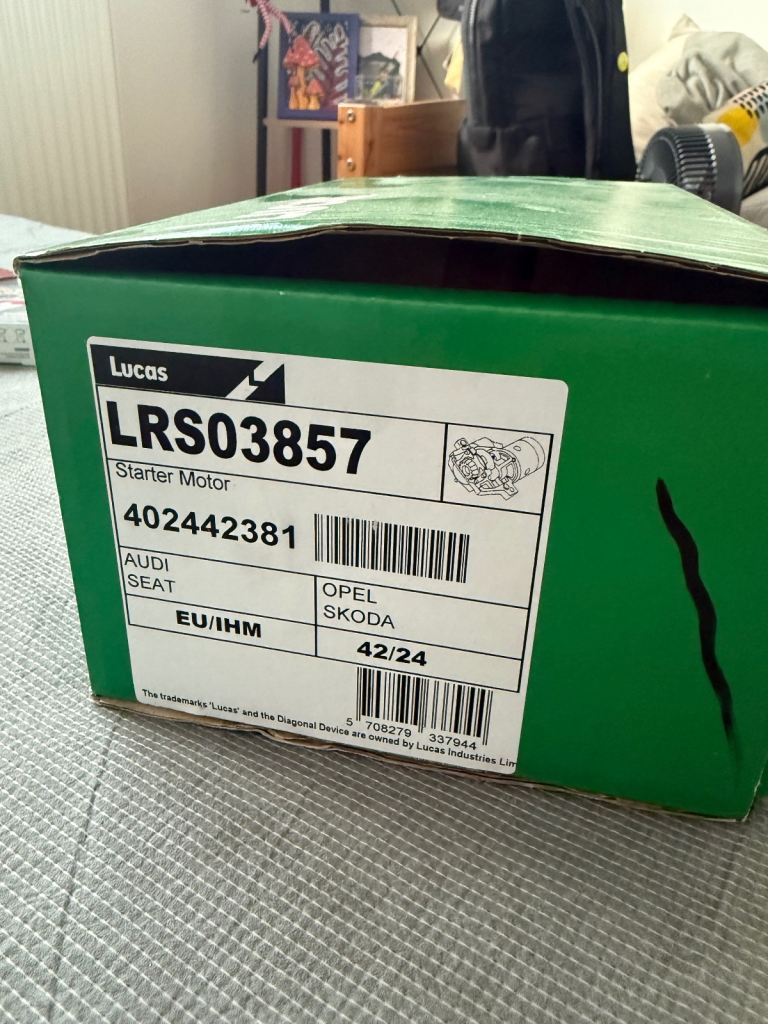 Lucas
LRS03857
Starter Motor
402442381
AUDI
SEAT
OPEL
SKODA
EU/IHM
42/24
5 708279 337944
The trademarks 'Lucas' and the Diagonal Device are owned by Lucas Industries Lim